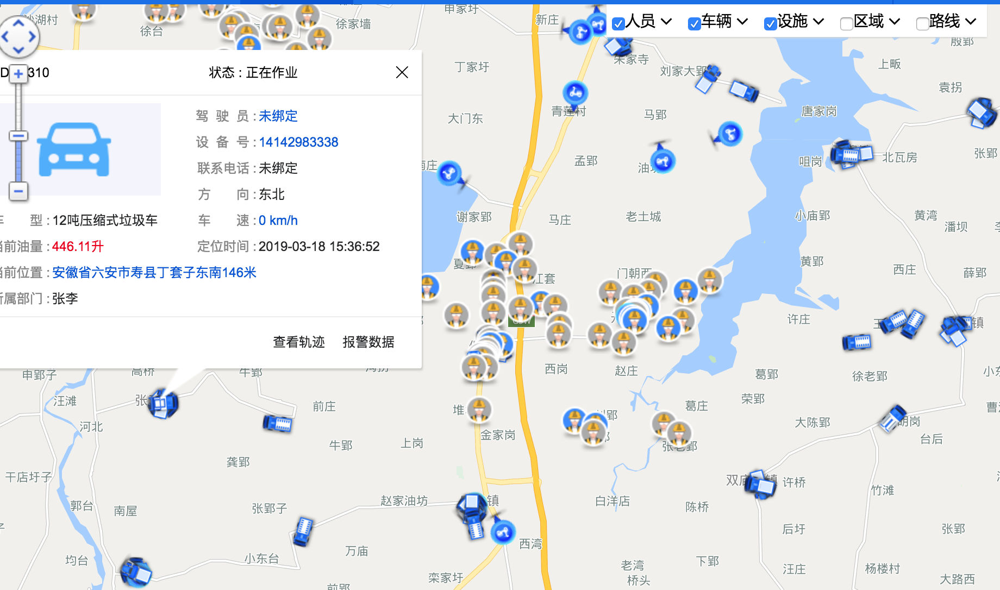 人员 车辆 设施 区域 路线
310
状态 : 正在作业
驾驶员 : 未绑定
设备号 : 14142983338
联系电话 : 未绑定
方向 : 东北
型 : 12吨压缩式垃圾车
车速 : 0 km/h
前油量 : 446.11升
定位时间 : 2019-03-18 15:36:52
前位置 : 安徽省六安市寿县丁套子东南146米
属部门 : 张李
查看轨迹 报警数据
沙湖村
徐台
徐家墙
申家圩
新庄
殷郢
朱家寺
上畈
丁家圩
刘家大郢
袁拐
大门东
青莲村
马郢
唐家岗
张郢
孟郢
咀岗
北瓦房
谢家郢
马庄
老土城
小庙郢
黄湾
潘坝
黄郢
西庄
薛郢
江套
门朝西
许庄
镇
西岗
赵庄
葛郢
徐老郢
申郢子
高桥
牛郢
汪滩
前庄
葛庄
荣郢
河北
大陈郢
胡岗
台后
金家岗
上岗
牛郢
张老郢
龚郢
干店圩子
许桥
竹滩
郭台
南屋
张郢子
赵家油坊
镇
白洋店
陈桥
后圩
张郢
西湾
万庙
均台
小东台
老湾
下郢
汪庄
杨楼村
栾家圩
桥头
大路西
前郢